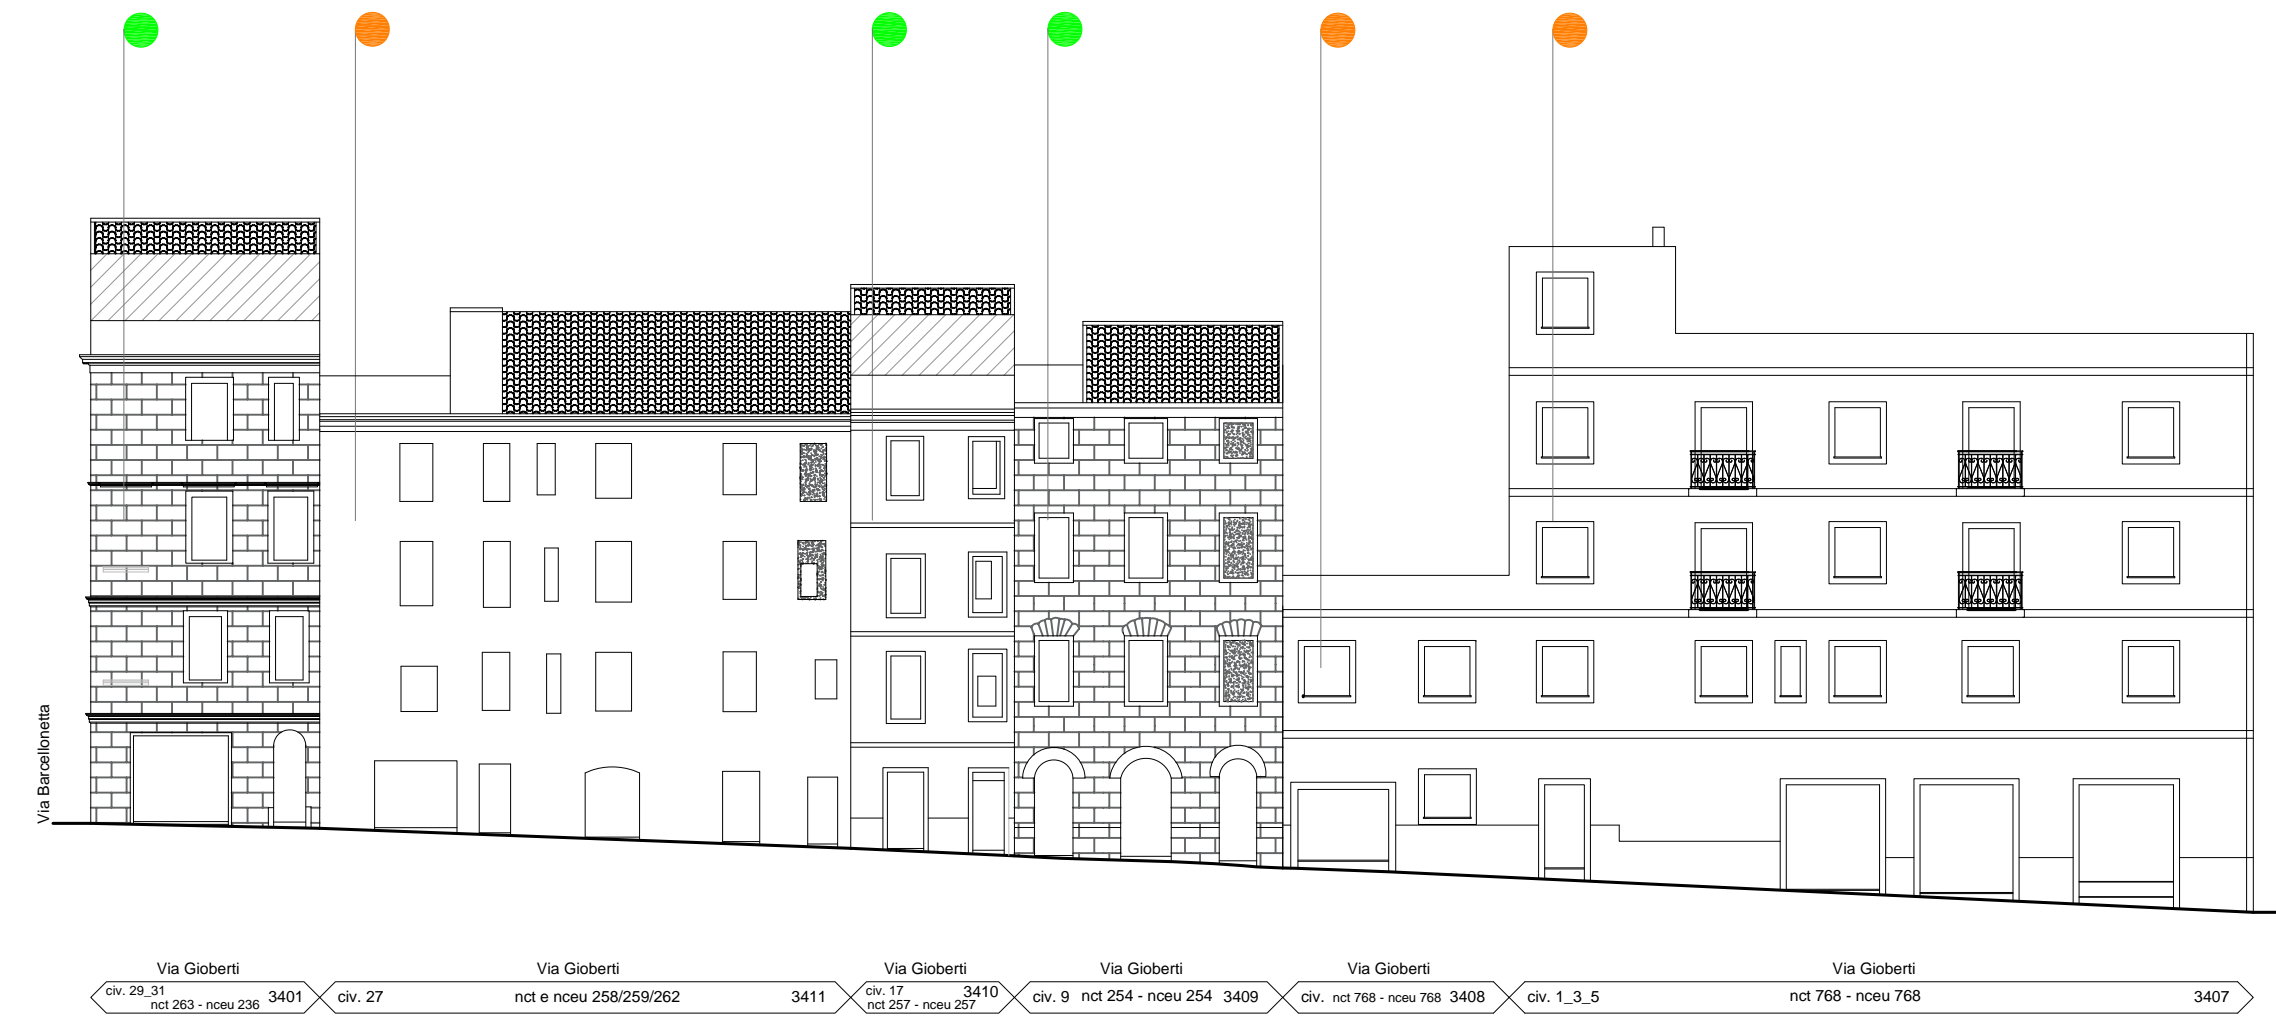 Via Barcellonetta
Via Gioberti
civ. 29_31
nct 263 - nceu 236
3401
Via Gioberti
civ. 27
nct e nceu 258/259/262
3411
Via Gioberti
civ. 17
3410
nct 257 - nceu 257
Via Gioberti
civ. 9
nct 254 - nceu 254
3409
Via Gioberti
civ.
nct 768 - nceu 768
3408
Via Gioberti
civ. 1_3_5
nct 768 - nceu 768
3407